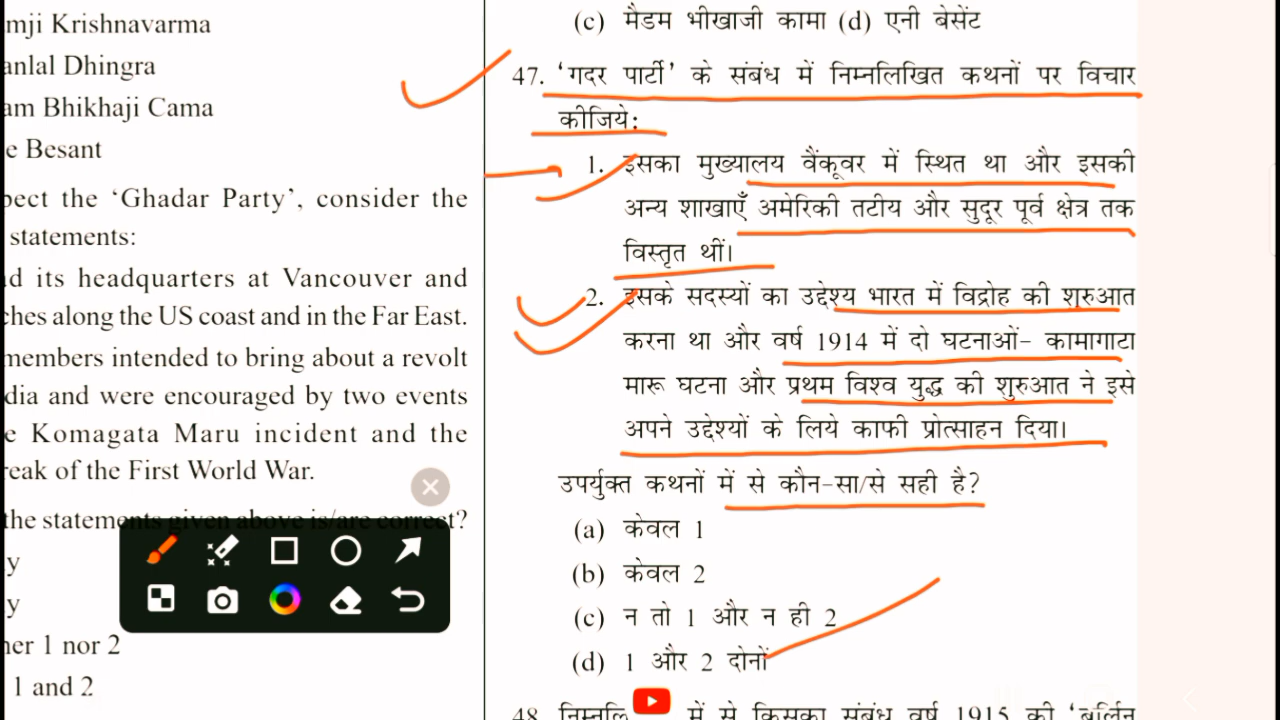 mji Krishnavarma
anlal Dhingra
am Bhikhaji Cama
e Besant
pect the ‘Ghadar Party’, consider the
statements:
d its headquarters at Vancouver and
ches along the US coast and in the Far East.
members intended to bring about a revolt
dia and were encouraged by two events
e Komagata Maru incident and the
reak of the First World War.
the statements given above is/are correct?
y
y
her 1 nor 2
1 and 2
(c) मैडम भीखाजी कामा (d) एनी बेसेंट
47. ‘गदर पार्टी’ के संबंध में निम्नलिखित कथनों पर विचार
कीजिये:
1. इसका मुख्यालय वैंकूवर में स्थित था और इसकी
अन्य शाखाएँ अमेरिकी तटीय और सुदूर पूर्व क्षेत्र तक
विस्तृत थीं।
2. इसके सदस्यों का उद्देश्य भारत में विद्रोह की शुरुआत
करना था और वर्ष 1914 में दो घटनाओं- कामागाटा
मारू घटना और प्रथम विश्व युद्ध की शुरुआत ने इसे
अपने उद्देश्यों के लिये काफी प्रोत्साहन दिया।
उपर्युक्त कथनों में से कौन-सा/से सही है?
(a) केवल 1
(b) केवल 2
(c) न तो 1 और न ही 2
(d) 1 और 2 दोनों
48. में से किसका संबंध वर्ष 1915 की ‘बर्लिन